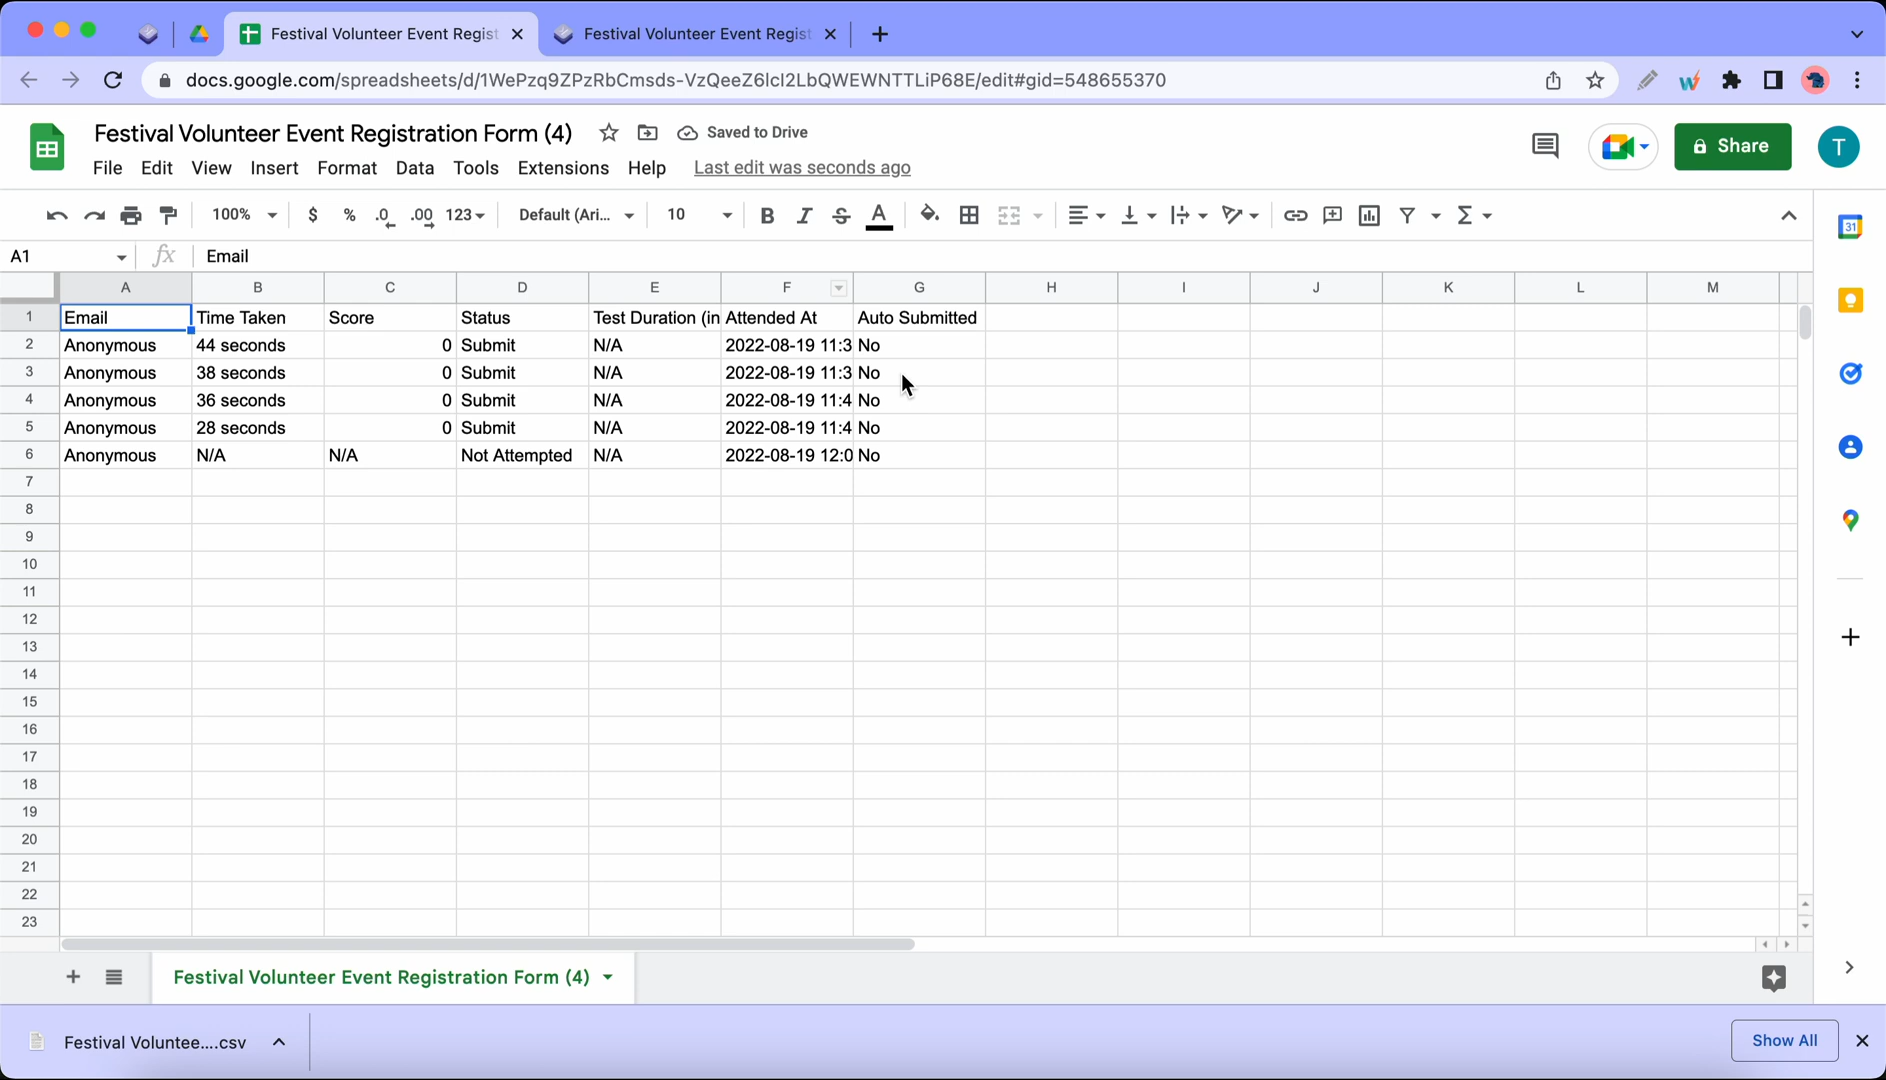 Festival Volunteer Event Regist
Festival Volunteer Event Regist
docs.google.com/spreadsheets/d/1WePzq9ZPzRbCmsds-VzQeeZ6lcI2LbQWEWNTTLiP68E/edit#gid=548655370
Festival Volunteer Event Registration Form (4) Saved to Drive
File Edit View Insert Format Data Tools Extensions Help Last edit was seconds ago
Share
T
100% $ % .0 .00 123 Default (Ari... 10 B I S A Σ
31
A1 fx Email
A B C D E F G H I J K L M
1 Email Time Taken Score Status Test Duration (in Attended At Auto Submitted
2 Anonymous 44 seconds 0 Submit N/A 2022-08-19 11:3 No
3 Anonymous 38 seconds 0 Submit N/A 2022-08-19 11:3 No
4 Anonymous 36 seconds 0 Submit N/A 2022-08-19 11:4 No
5 Anonymous 28 seconds 0 Submit N/A 2022-08-19 11:4 No
6 Anonymous N/A N/A Not Attempted N/A 2022-08-19 12:0 No
7
8
9
10
11
12
13
14
15
16
17
18
19
20
21
22
23
Festival Volunteer Event Registration Form (4)
Festival Voluntee....csv
Show All